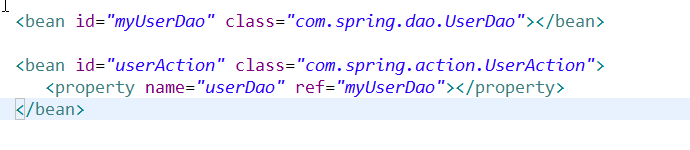 <bean id="myUserDao" class="com.spring.dao.UserDao"></bean>
<bean id="userAction" class="com.spring.action.UserAction">
<property name="userDao" ref="myUserDao"></property>
</bean>